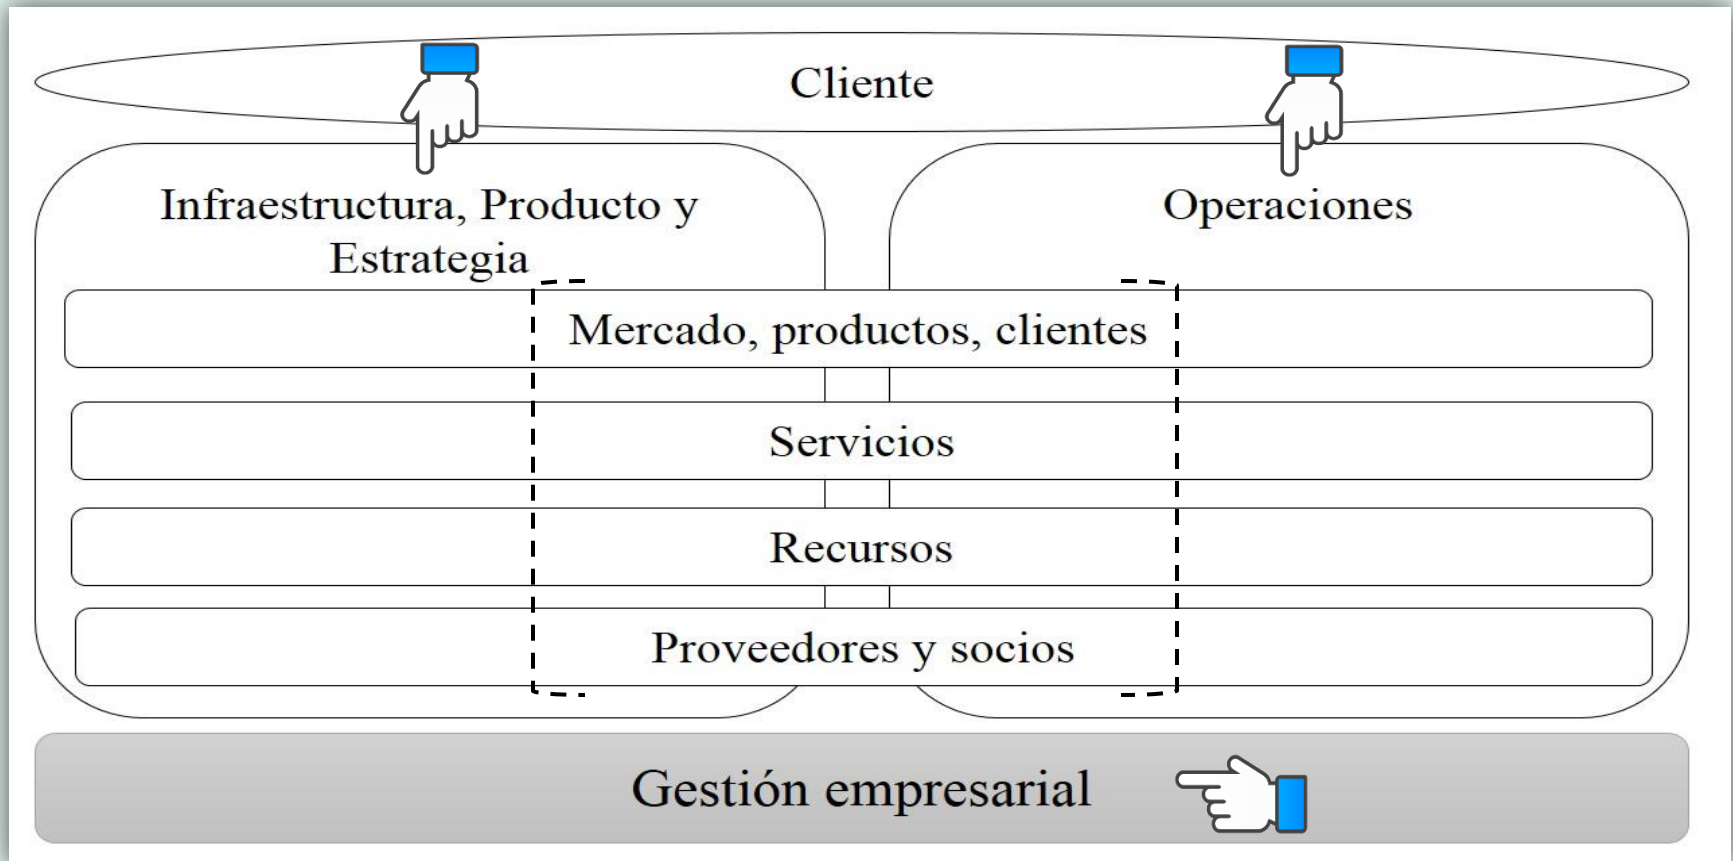 Cliente
Infraestructura, Producto y
Estrategia
Operaciones
Mercado, productos, clientes
Servicios
Recursos
Proveedores y socios
Gestión empresarial